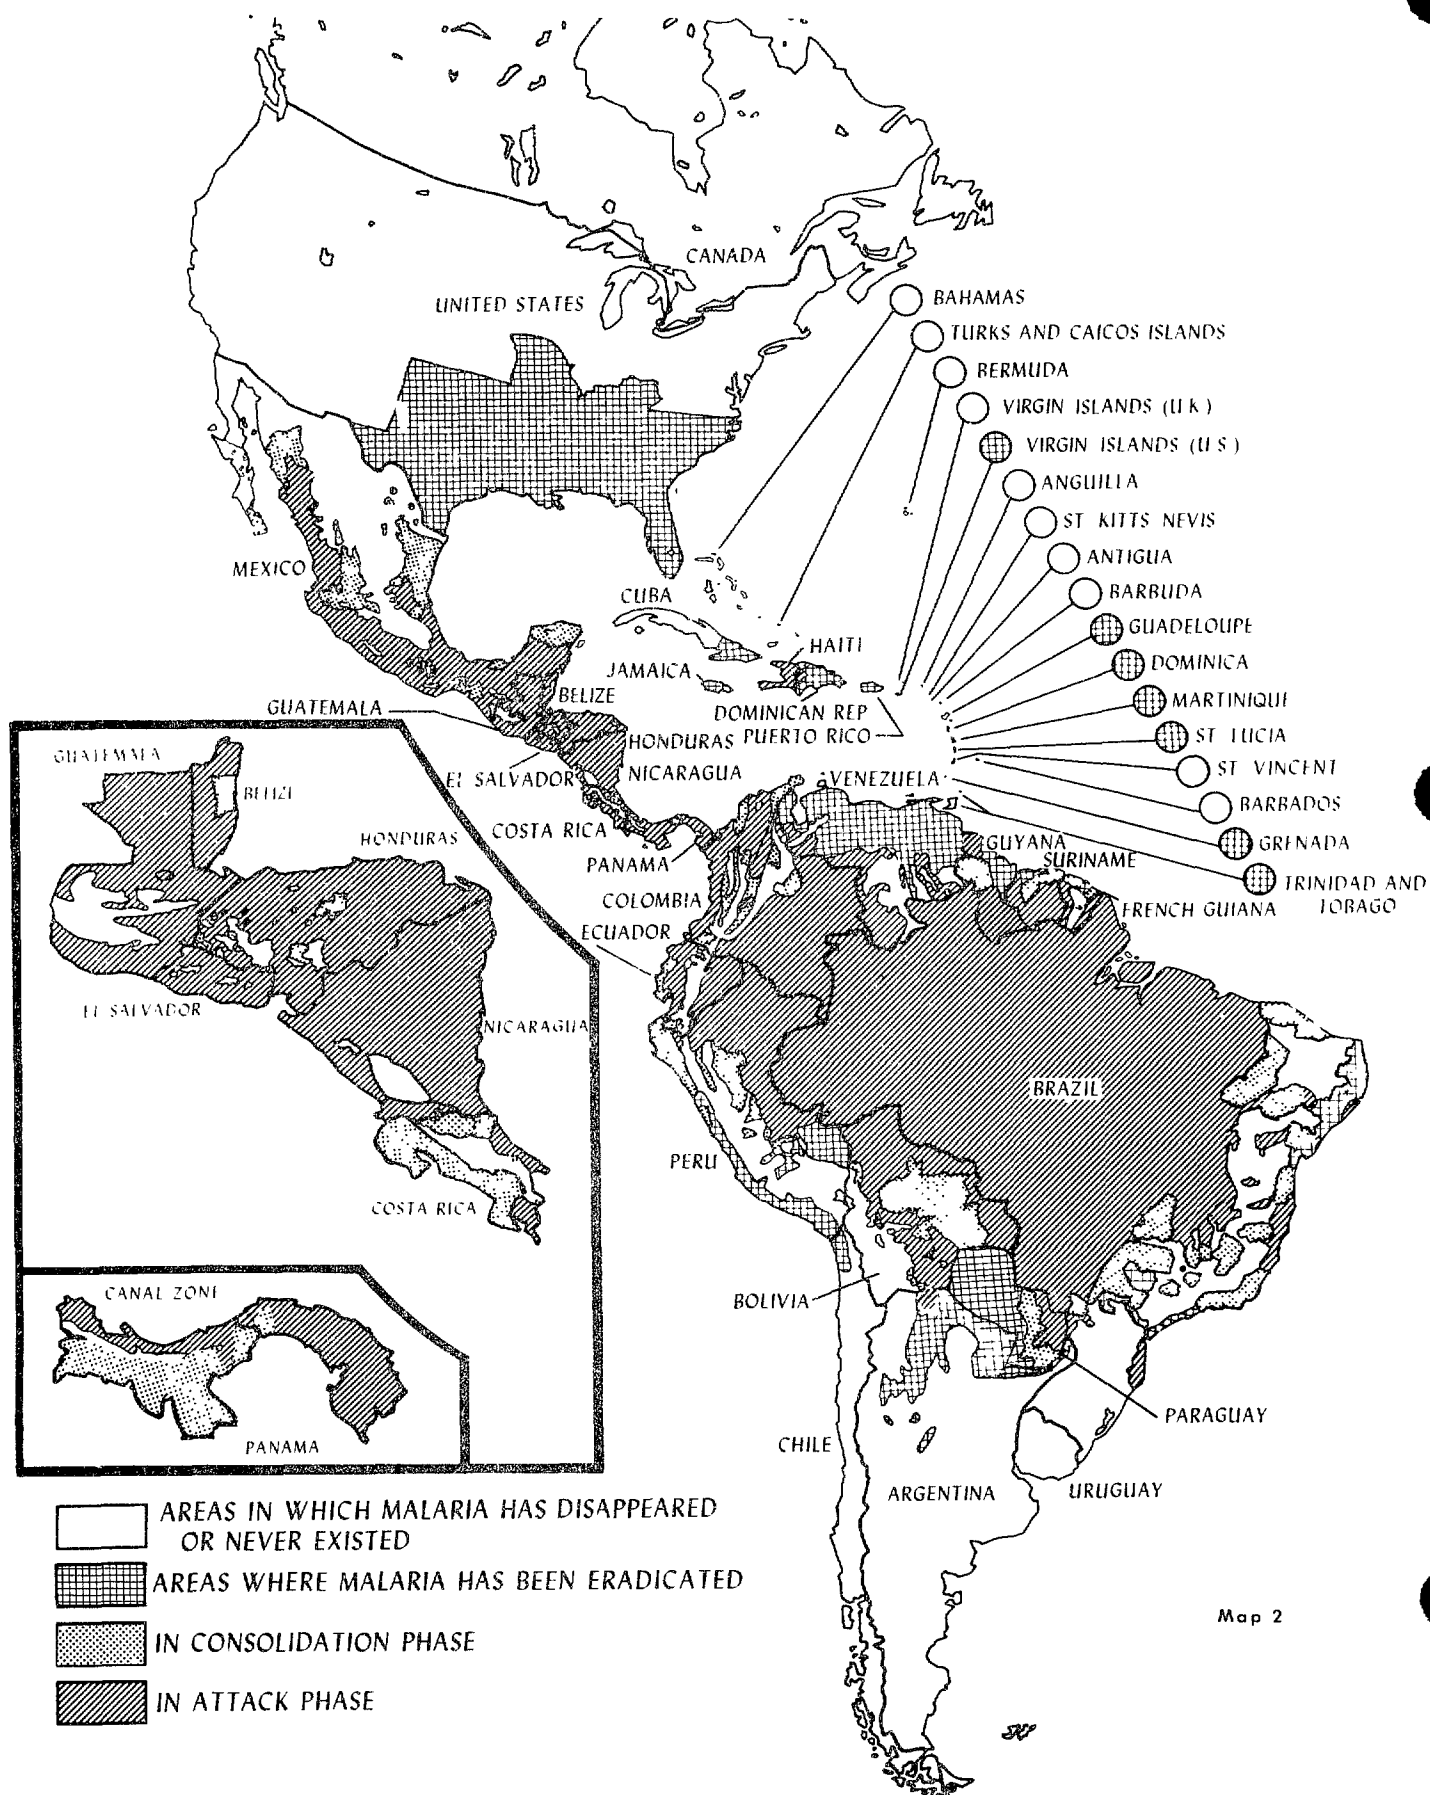 CANADA
UNITED STATES
BAHAMAS
TURKS AND CAICOS ISLANDS
BERMUDA
VIRGIN ISLANDS (U K)
VIRGIN ISLANDS (U S)
ANGUILLA
ST KITTS NEVIS
ANTIGUA
BARBUDA
GUADELOUPE
DOMINICA
MARTINIQUE
ST LUCIA
ST VINCENT
BARBADOS
GRENADA
TRINIDAD AND
TOBAGO
MEXICO
CUBA
HAITI
JAMAICA
BELIZE
GUATEMALA
DOMINICAN REP
PUERTO RICO
HONDURAS
NICARAGUA
EL SALVADOR
VENEZUELA
COSTA RICA
PANAMA
GUYANA
SURINAME
COLOMBIA
FRENCH GUIANA
ECUADOR
BRAZIL
PERU
BOLIVIA
PARAGUAY
CHILE
ARGENTINA
URUGUAY
GUATEMALA
BELIZE
HONDURAS
EL SALVADOR
NICARAGUA
COSTA RICA
CANAL ZONE
PANAMA
AREAS IN WHICH MALARIA HAS DISAPPEARED
OR NEVER EXISTED
AREAS WHERE MALARIA HAS BEEN ERADICATED
IN CONSOLIDATION PHASE
IN ATTACK PHASE
Map 2